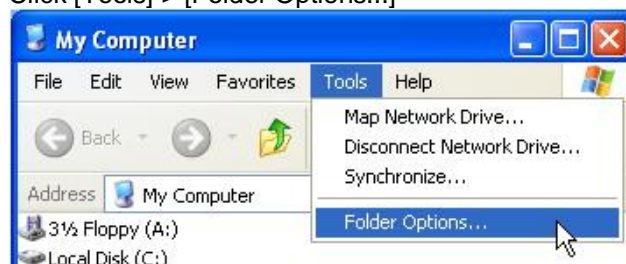 Click [Tools] > [Folder Options...]
My Computer
File Edit View Favorites Tools Help
Back
Map Network Drive...
Disconnect Network Drive...
Synchronize...
Address My Computer
Folder Options...
3½ Floppy (A:)
Local Disk (C:)